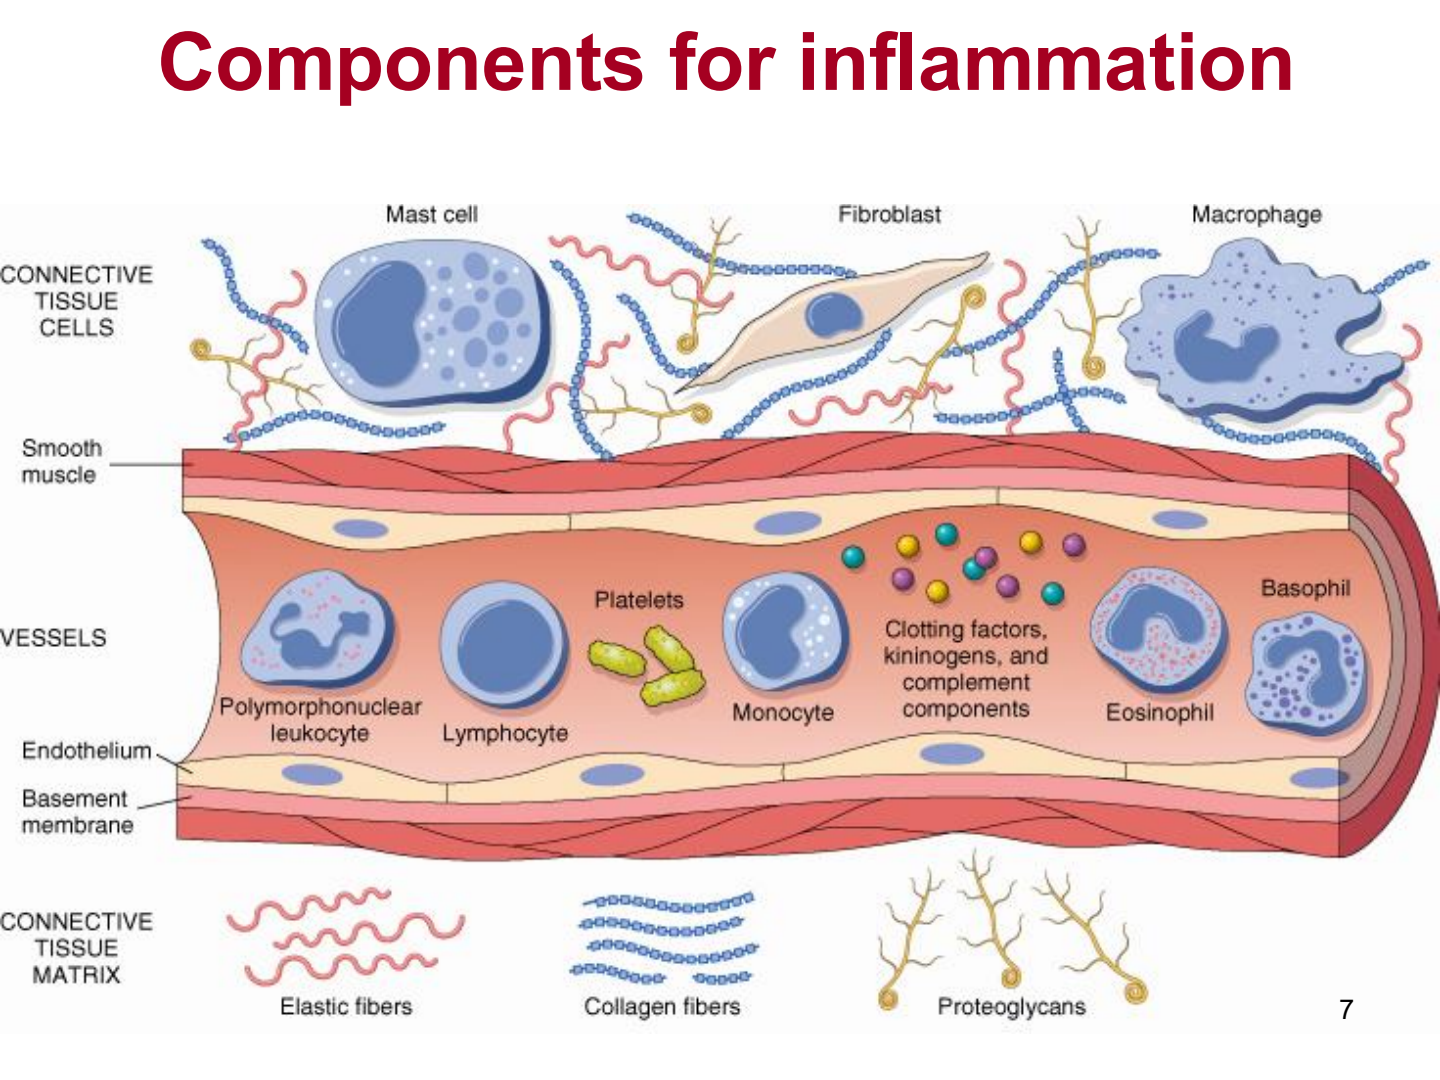 Components for inflammation
Mast cell
Fibroblast
Macrophage
CONNECTIVE
TISSUE
CELLS
Smooth
muscle
VESSELS
Polymorphonuclear
leukocyte
Lymphocyte
Platelets
Monocyte
Clotting factors,
kininogens, and
complement
components
Eosinophil
Basophil
Endothelium
Basement
membrane
CONNECTIVE
TISSUE
MATRIX
Elastic fibers
Collagen fibers
Proteoglycans
7